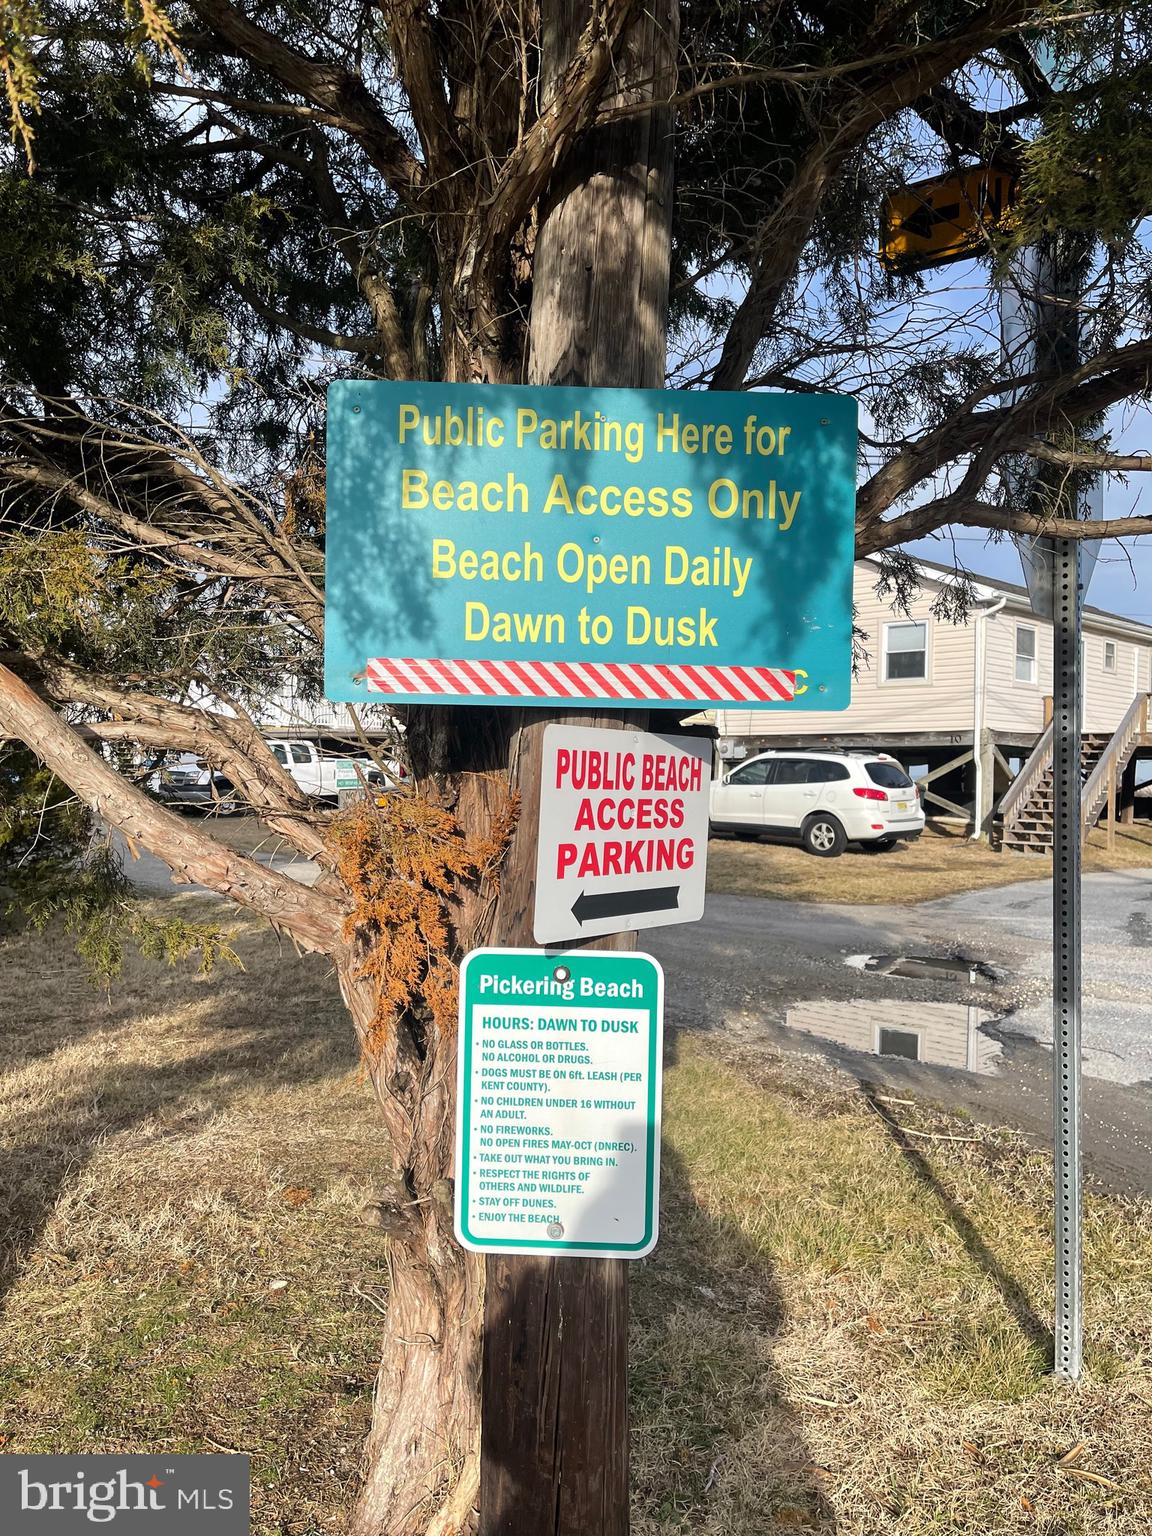 Public Parking Here for
Beach Access Only
Beach Open Daily
Dawn to Dusk
C
PUBLIC BEACH
ACCESS
PARKING
Pickering Beach
HOURS: DAWN TO DUSK
• NO GLASS OR BOTTLES.
NO ALCOHOL OR DRUGS.
• DOGS MUST BE ON 6ft. LEASH (PER
KENT COUNTY).
• NO CHILDREN UNDER 16 WITHOUT
AN ADULT.
• NO FIREWORKS.
NO OPEN FIRES MAY-OCT (DNREC).
• TAKE OUT WHAT YOU BRING IN.
• RESPECT THE RIGHTS OF
OTHERS AND WILDLIFE.
• STAY OFF DUNES.
• ENJOY THE BEACH.
10
bright™ MLS